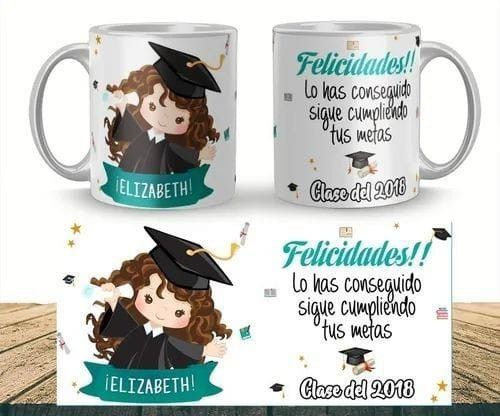 ¡ELIZABETH!
Felicidades!!
Lo has conseguido
sigue cumpliendo
tus metas
Clase del 2018
¡ELIZABETH!
Felicidades!!
Lo has conseguido
sigue cumpliendo
tus metas
Clase del 2018